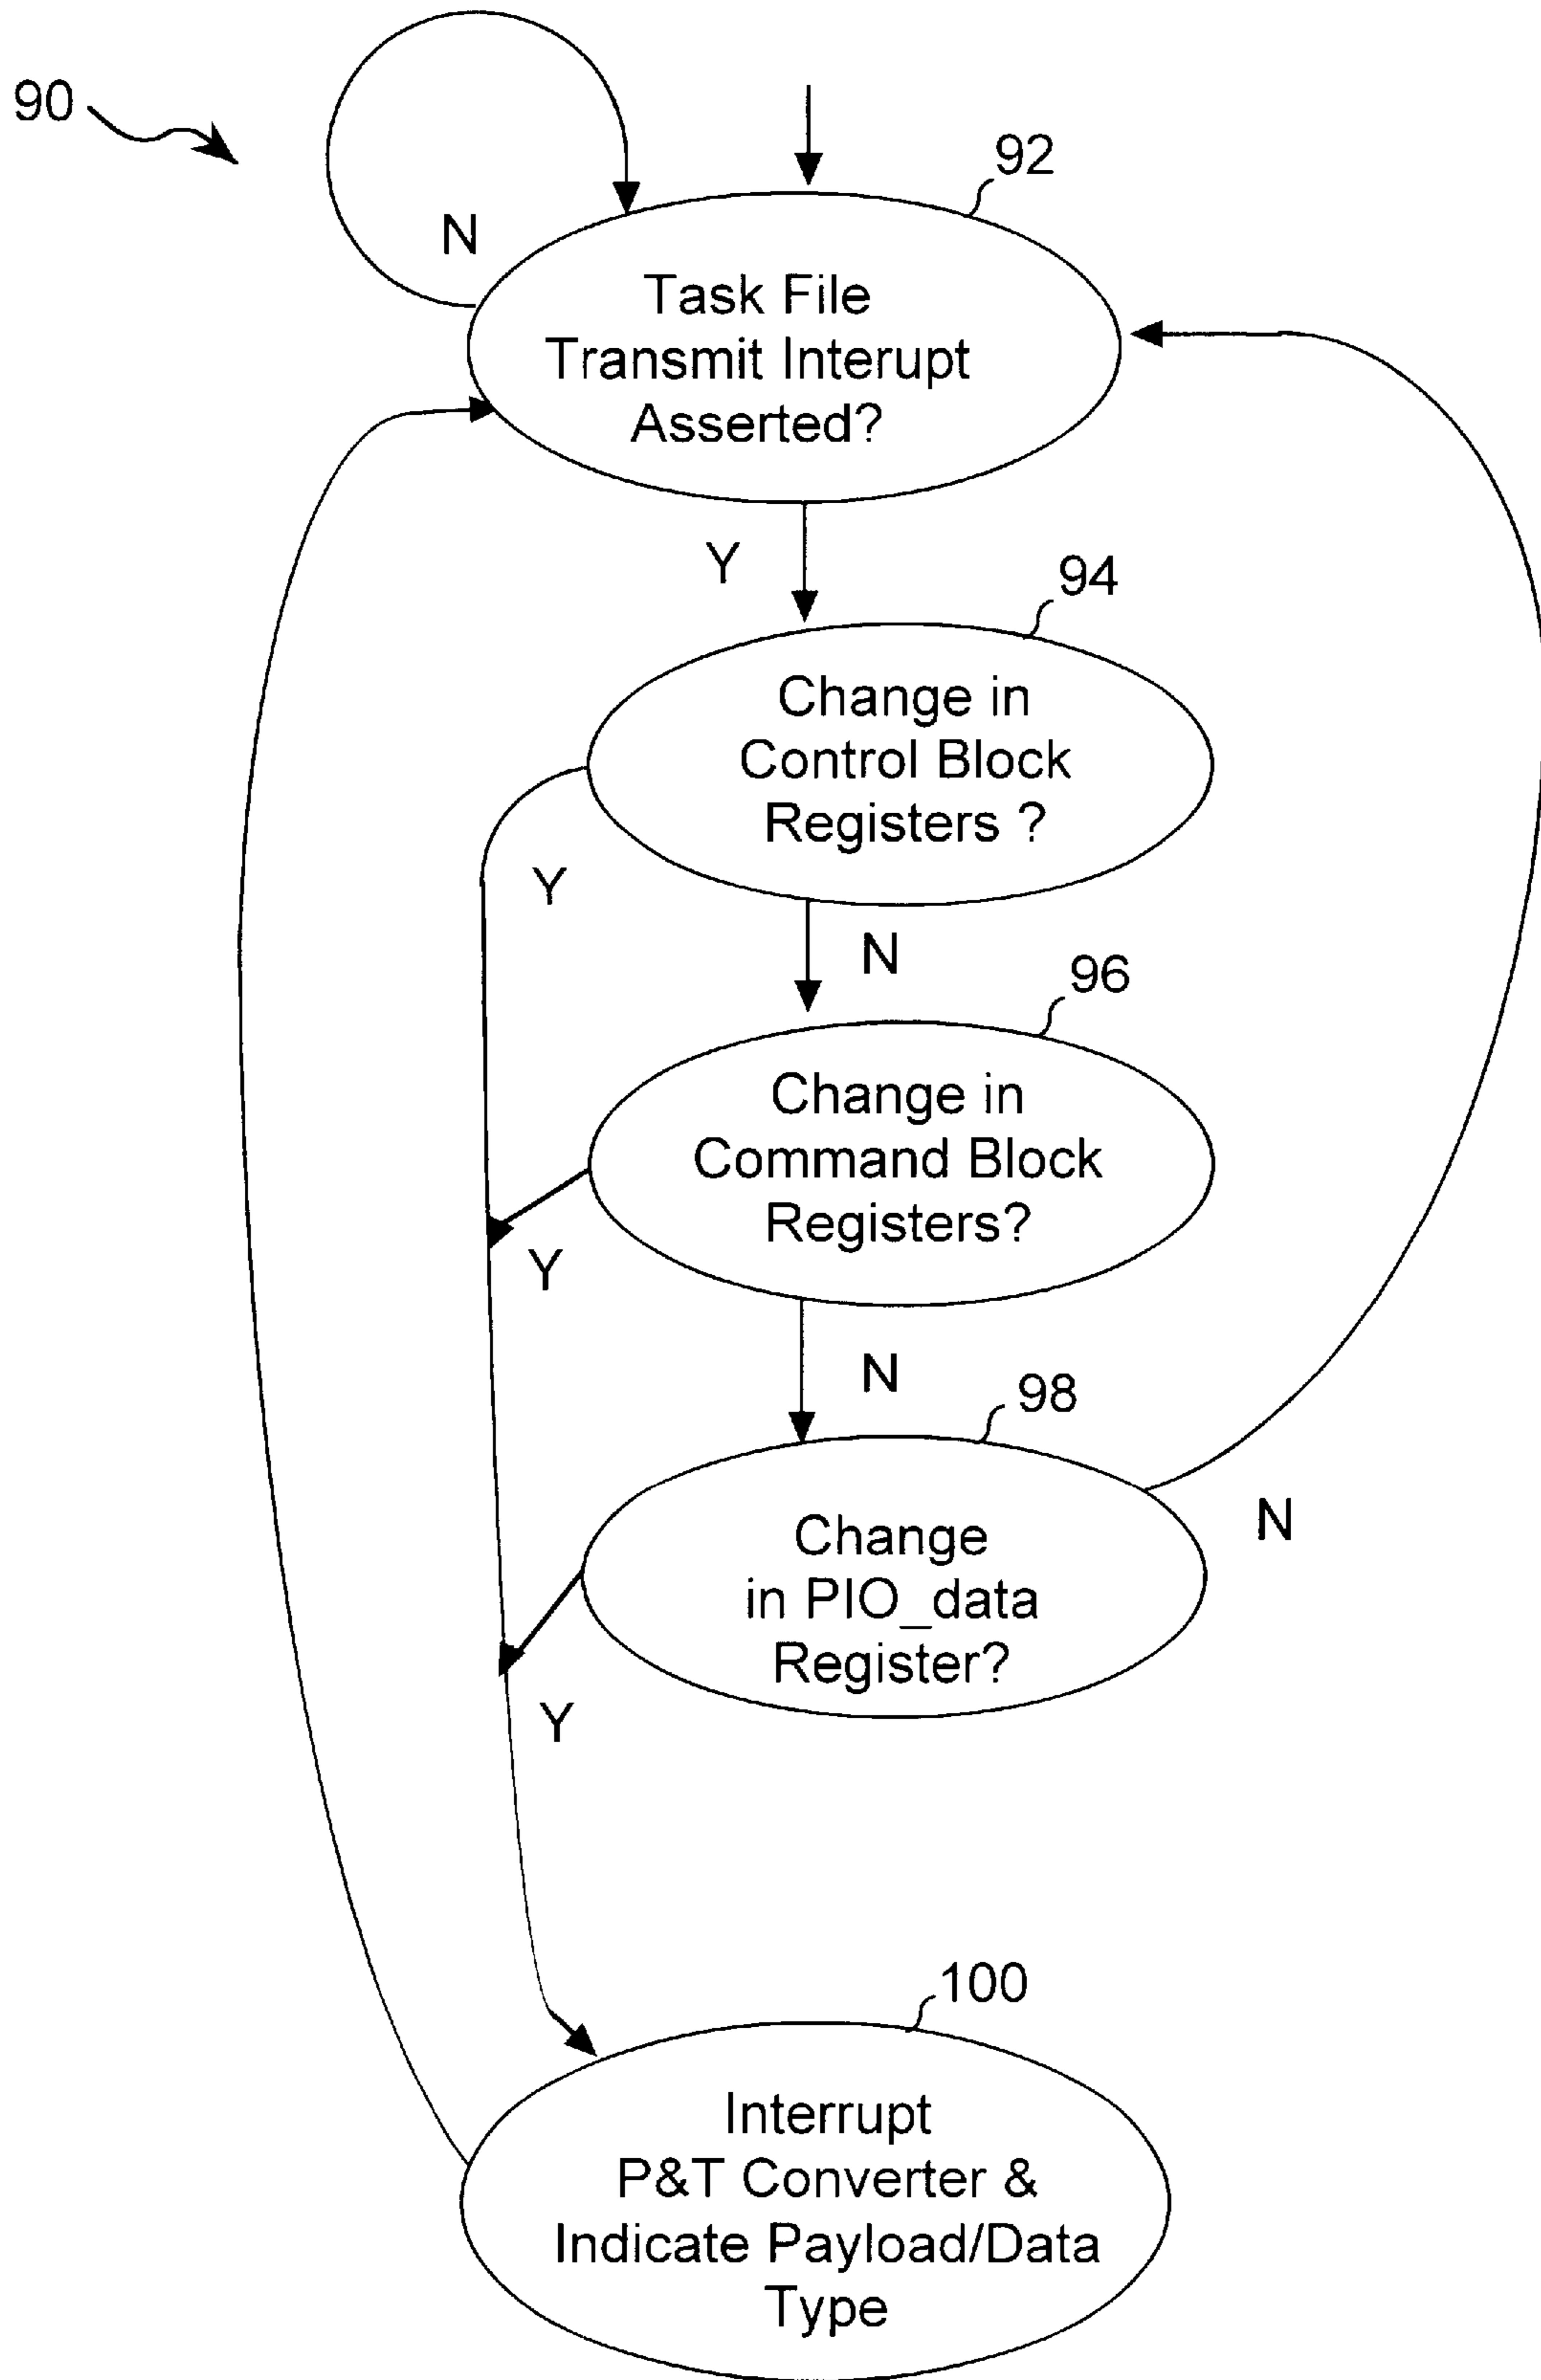 90
92
N
Task File
Transmit Interupt
Asserted?
Y
94
Change in
Control Block
Registers ?
Y
N
96
Change in
Command Block
Registers?
Y
N
98
Change
in PIO_data
Register?
N
Y
100
Interrupt
P&T Converter &
Indicate Payload/Data
Type